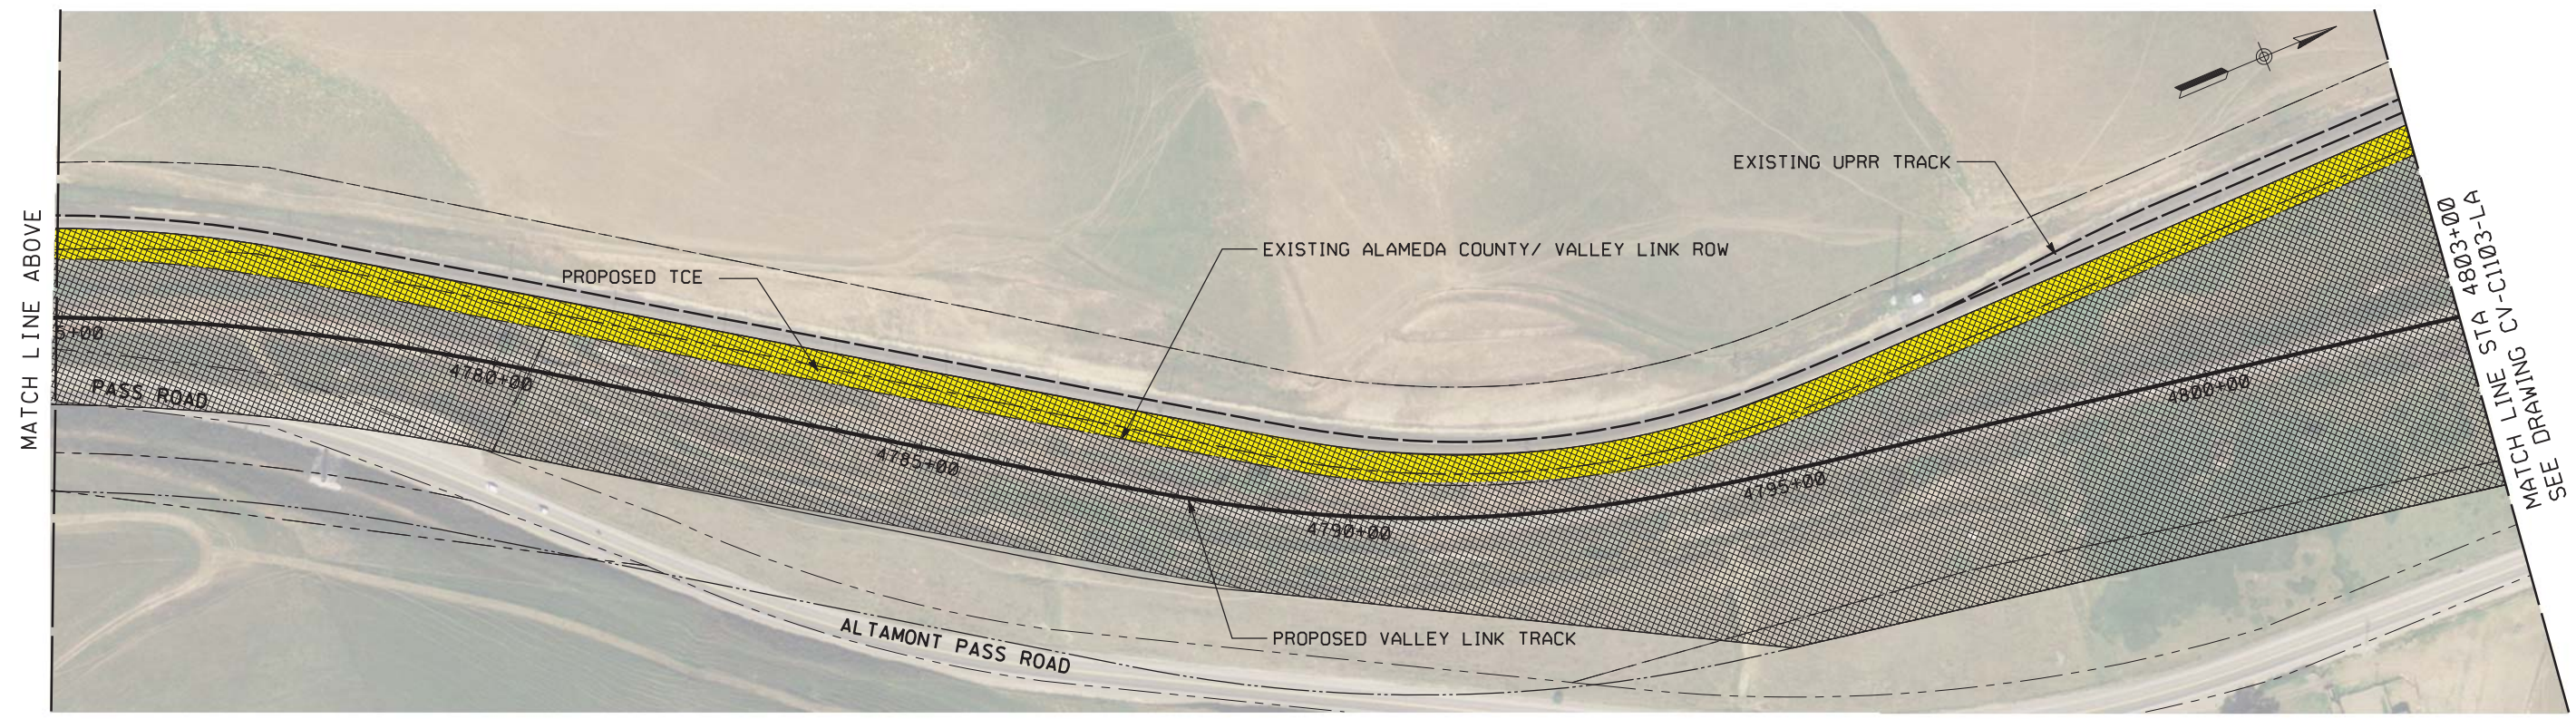 MATCH LINE ABOVE
EXISTING UPRR TRACK
EXISTING ALAMEDA COUNTY/ VALLEY LINK ROW
PROPOSED TCE
5+00
PASS ROAD
4780+00
4785+00
4790+00
4795+00
4800+00
PROPOSED VALLEY LINK TRACK
ALTAMONT PASS ROAD
MATCH LINE STA 4803+00
SEE DRAWING CV-C1103-LA